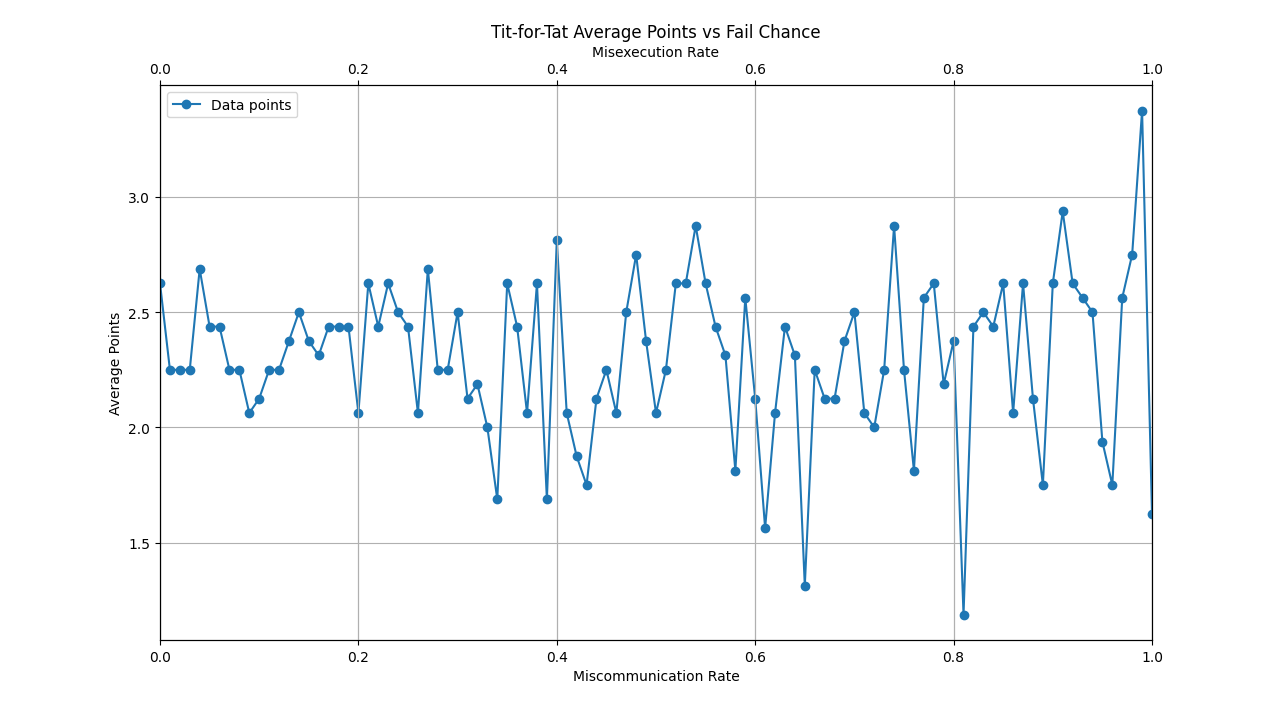 Tit-for-Tat Average Points vs Fail Chance
Misexecution Rate
0.0 0.2 0.4 0.6 0.8 1.0
Data points
3.0
2.5
2.0
1.5
Average Points
0.0 0.2 0.4 0.6 0.8 1.0
Miscommunication Rate